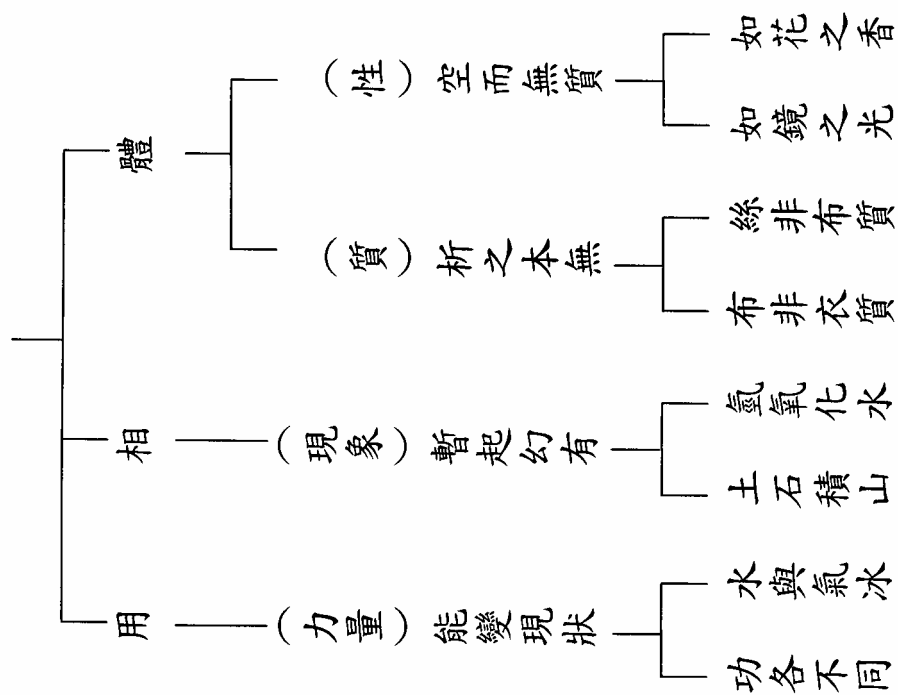 體
(性)空而無質
如花之香
如鏡之光
(質)析之本無
絲非布質
布非衣質
相
(現象)暫起幻有
氫氧化水
土石積山
用
(力量)能變現狀
水與氣冰
功各不同